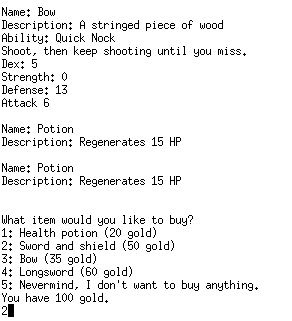 Name: Bow
Description: A stringed piece of wood
Ability: Quick Nock
Shoot, then keep shooting until you miss.
Dex: 5
Strength: 0
Defense: 13
Attack 6
Name: Potion
Description: Regenerates 15 HP
Name: Potion
Description: Regenerates 15 HP
What item would you like to buy?
1: Health potion (20 gold)
2: Sword and shield (50 gold)
3: Bow (35 gold)
4: Longsword (60 gold)
5: Nevermind, I don't want to buy anything.
You have 100 gold.
2